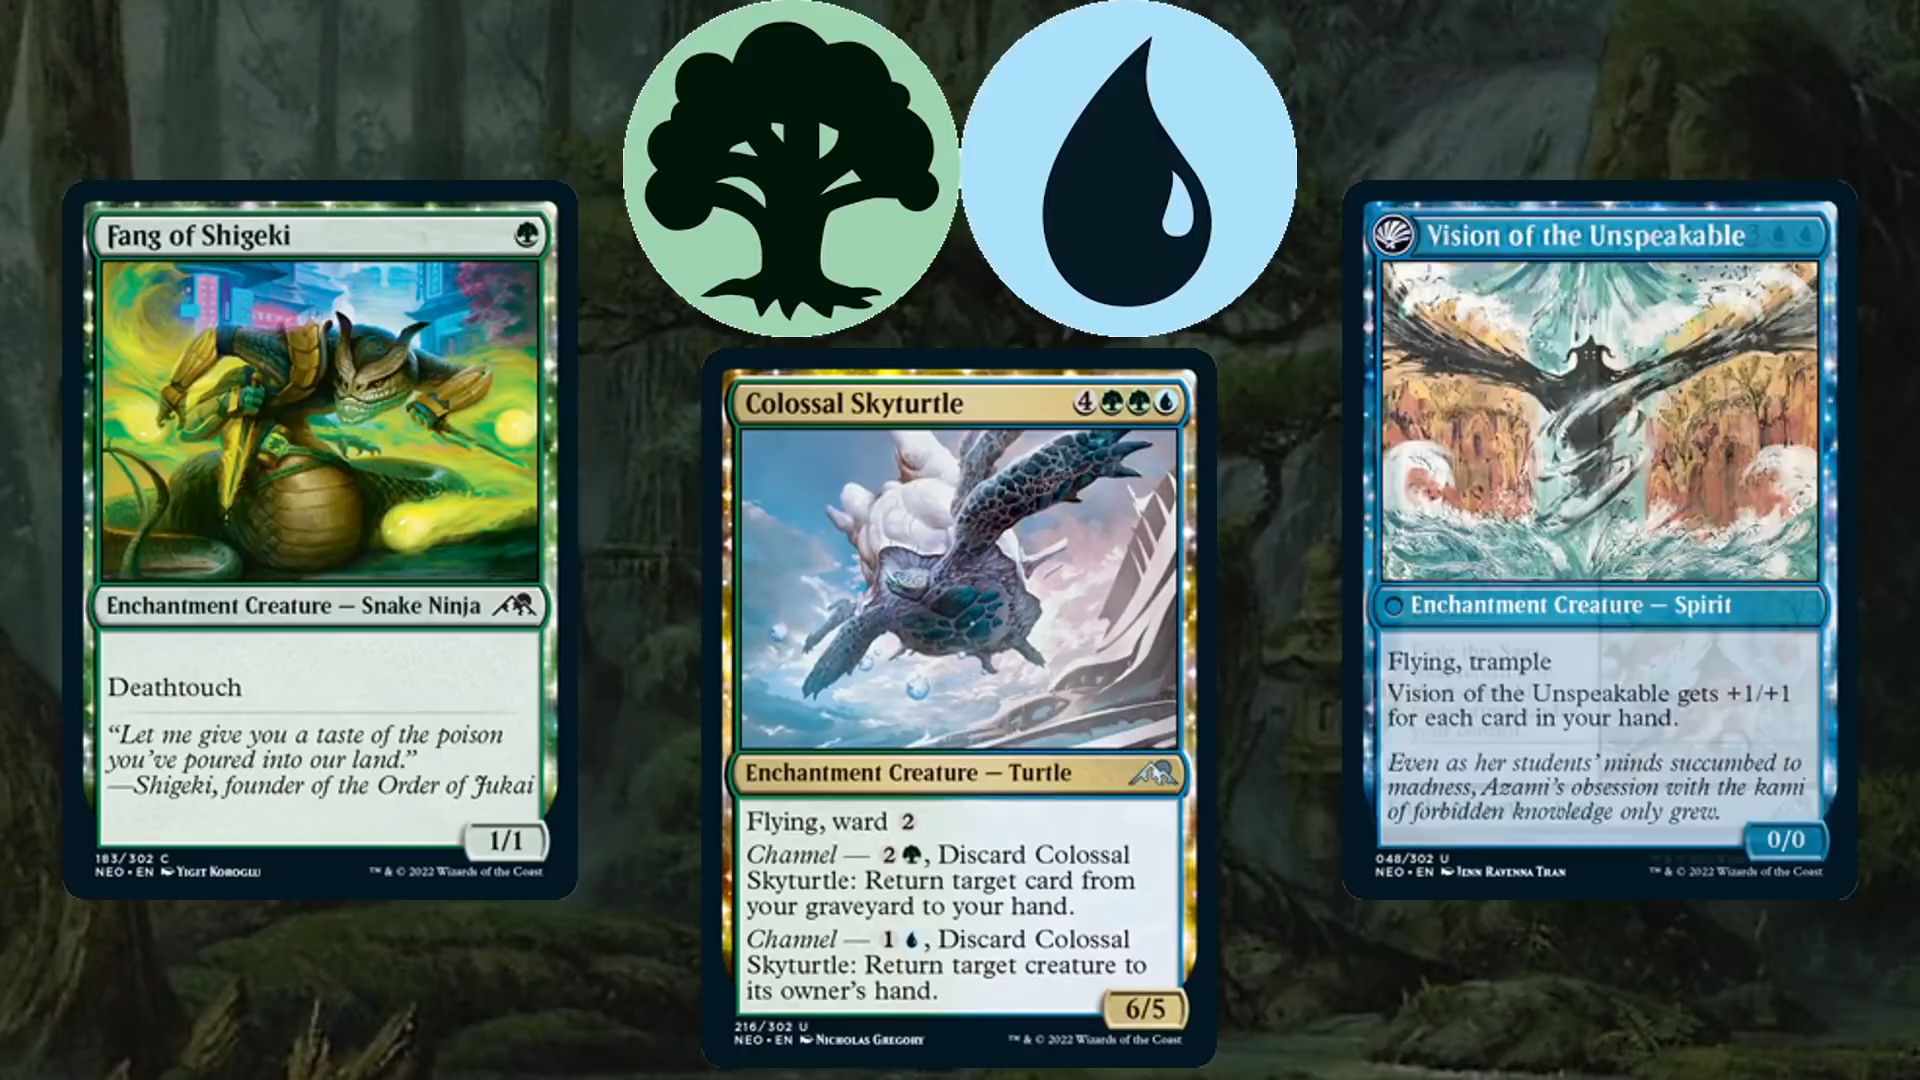 Fang of Shigeki
Enchantment Creature — Snake Ninja
Deathtouch
“Let me give you a taste of the poison
you’ve poured into our land.”
—Shigeki, founder of the Order of Jukai
1/1
183/302 C
NEO • EN Yigit Koroglu
™ & © 2022 Wizards of the Coast
Colossal Skyturtle
4
Enchantment Creature — Turtle
Flying, ward 2
Channel — 2 , Discard Colossal
Skyturtle: Return target card from
your graveyard to your hand.
Channel — 1 , Discard Colossal
Skyturtle: Return target creature to
its owner’s hand.
6/5
216/302 U
NEO • EN Nicholas Gregory
™ & © 2022 Wizards of the Coast
Vision of the Unspeakable
Enchantment Creature — Spirit
Flying, trample
Vision of the Unspeakable gets +1/+1
for each card in your hand.
Even as her students’ minds succumbed to
madness, Azami’s obsession with the kami
of forbidden knowledge only grew.
0/0
048/302 U
NEO • EN Jenn Ravenna Tran
™ & © 2022 Wizards of the Coast